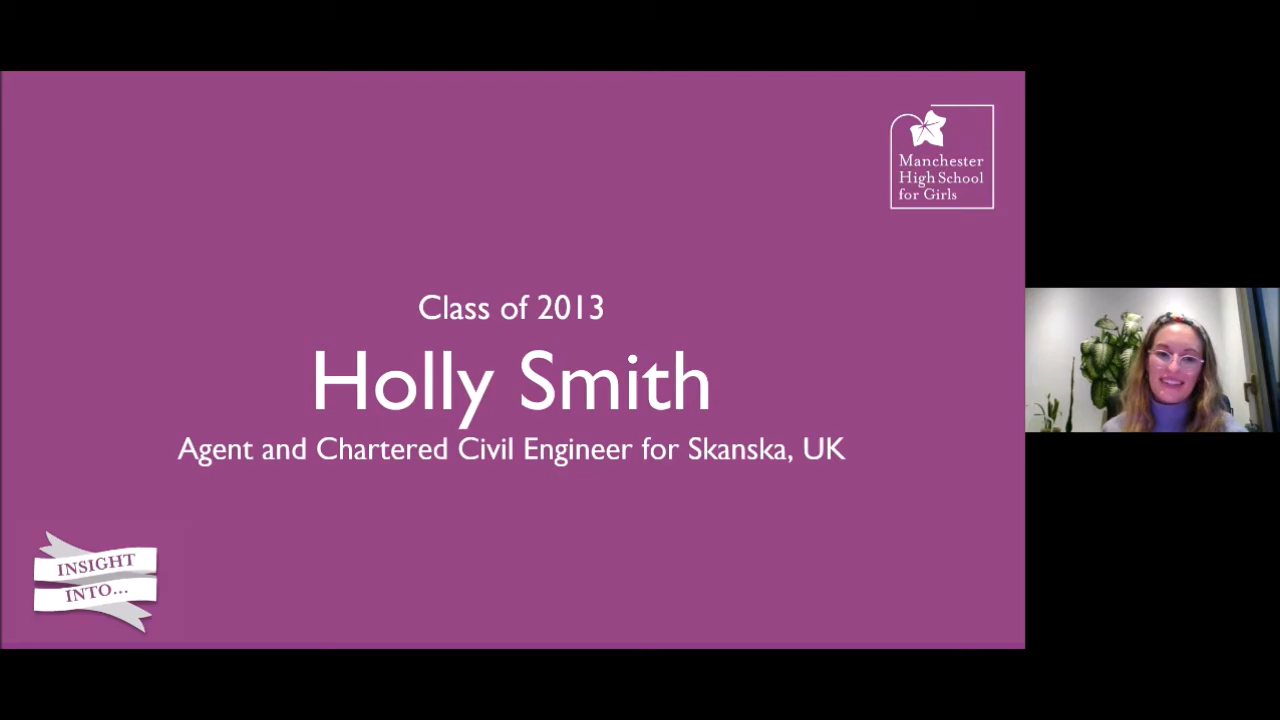 Manchester
High School
for Girls
Class of 2013
Holly Smith
Agent and Chartered Civil Engineer for Skanska, UK
INSIGHT
INTO...